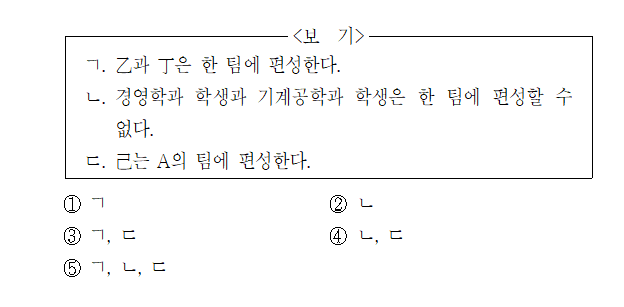 <보 기>
ㄱ. 乙과 丁은 한 팀에 편성한다.
ㄴ. 경영학과 학생과 기계공학과 학생은 한 팀에 편성할 수
없다.
ㄷ. 己는 A의 팀에 편성한다.
① ㄱ ② ㄴ
③ ㄱ, ㄷ ④ ㄴ, ㄷ
⑤ ㄱ, ㄴ, ㄷ